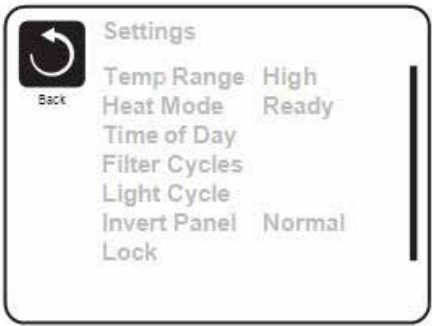 Settings
Back
Temp Range High
Heat Mode Ready
Time of Day
Filter Cycles
Light Cycle
Invert Panel Normal
Lock